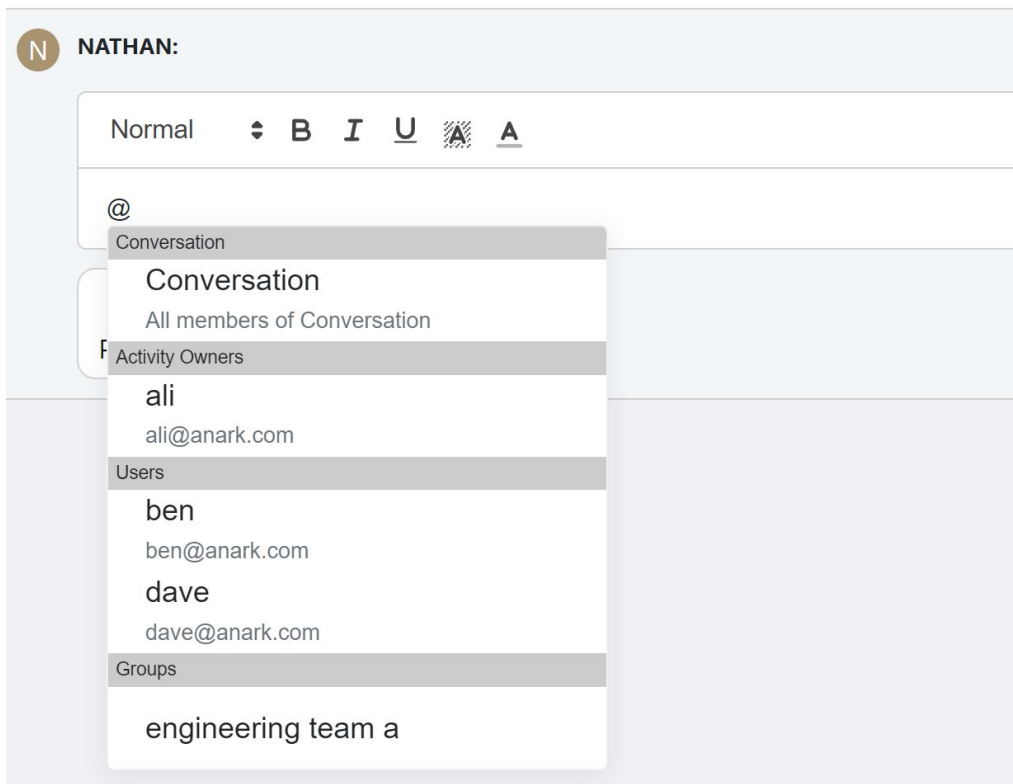 N NATHAN:
Normal B I U A A
@
Conversation
Conversation
All members of Conversation
Activity Owners
ali
ali@anark.com
Users
ben
ben@anark.com
dave
dave@anark.com
Groups
engineering team a